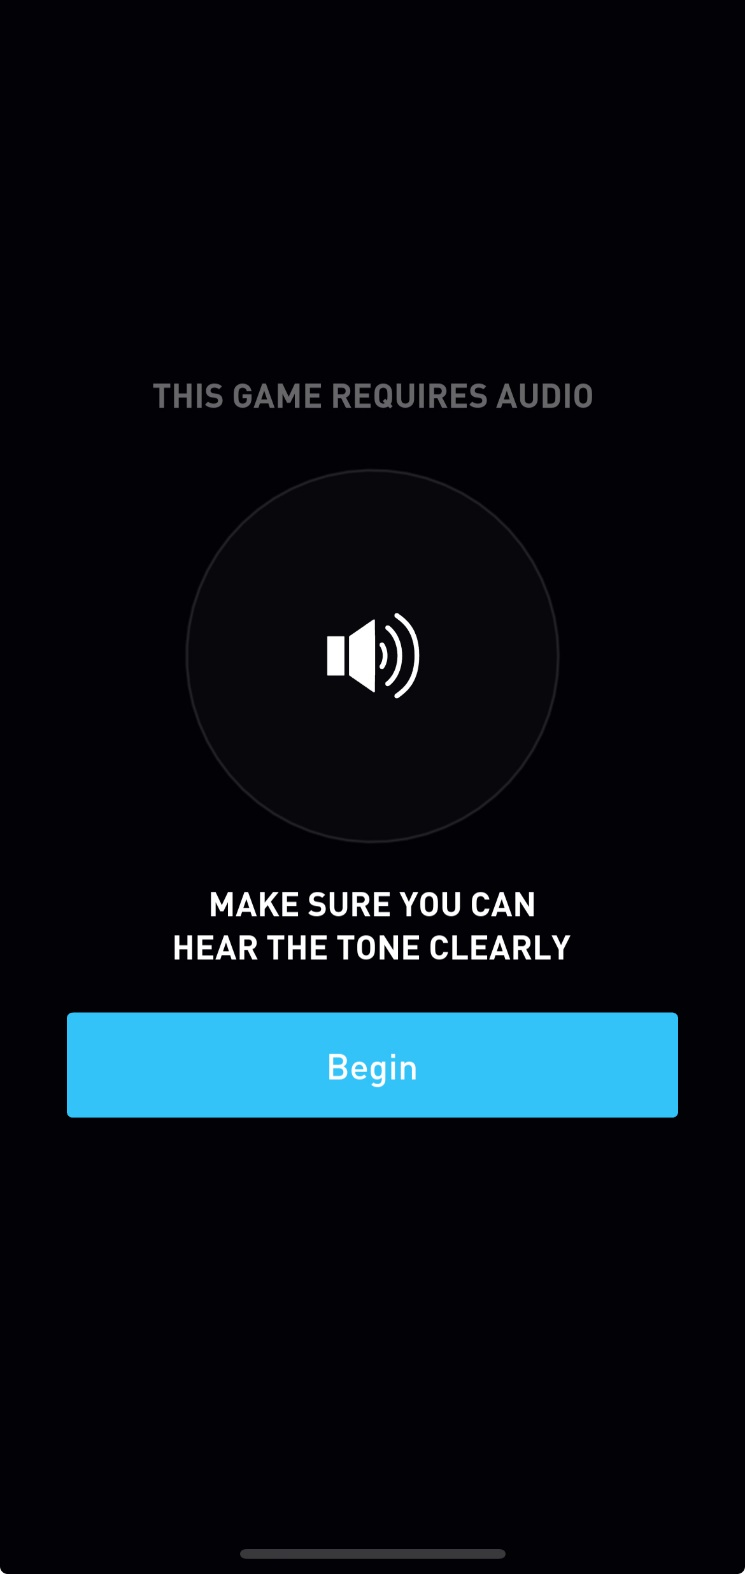 THIS GAME REQUIRES AUDIO
MAKE SURE YOU CAN
HEAR THE TONE CLEARLY
Begin